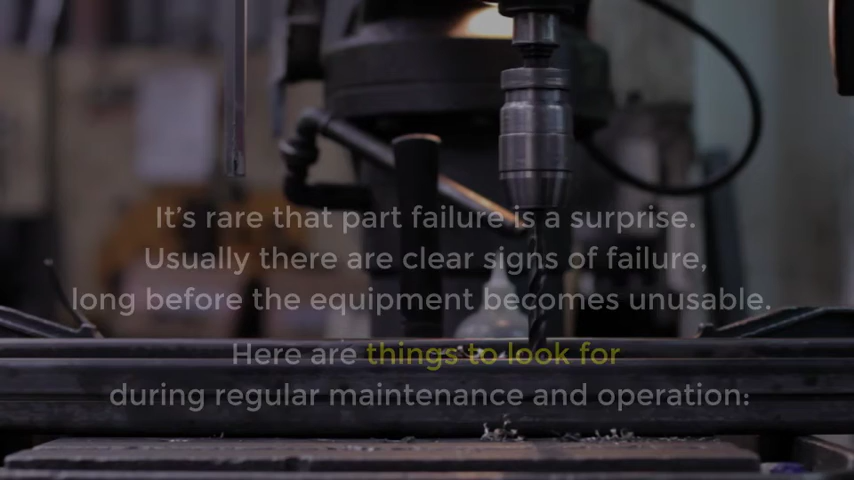 It's rare that part failure is a surprise.
Usually there are clear signs of failure,
long before the equipment becomes unusable.
Here are things to look for
during regular maintenance and operation: